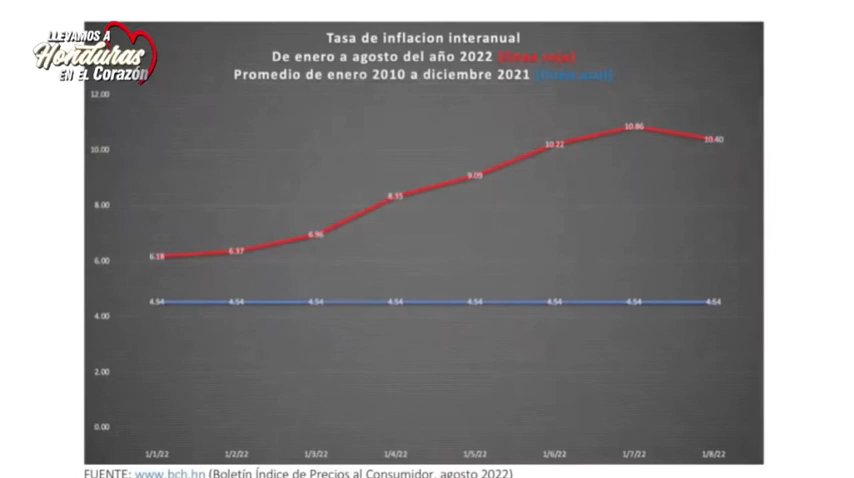 LLEVAMOS A
Honduras
EN EL CORAZÓN
Tasa de inflacion interanual
De enero a agosto del año 2022 (linea roja)
Promedio de enero 2010 a diciembre 2021 (linea azul)
12.00
10.00
8.00
6.00
4.00
2.00
0.00
6.18 6.37 6.96 8.35 9.09 10.22 10.86 10.40
4.54 4.54 4.54 4.54 4.54 4.54 4.54 4.54
1/1/22 1/2/22 1/3/22 1/4/22 1/5/22 1/6/22 1/7/22 1/8/22
FUENTE: www.bch.hn (Boletín Índice de Precios al Consumidor, agosto 2022)